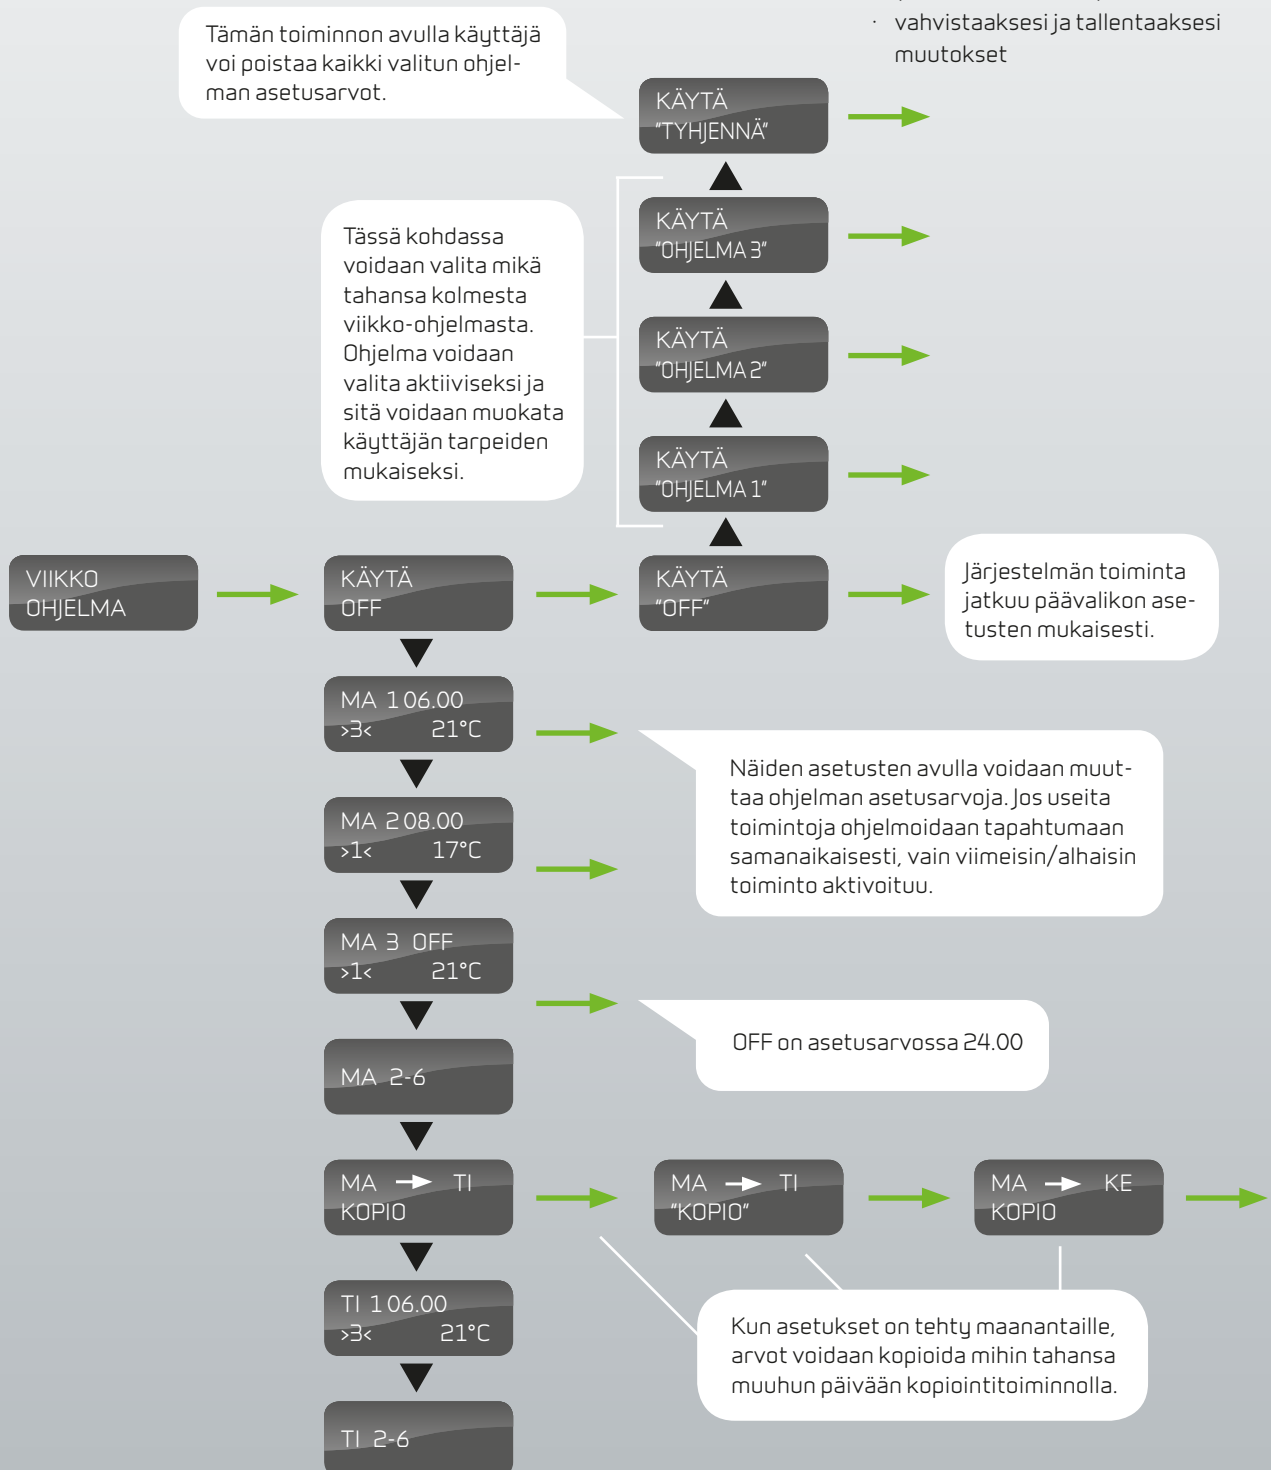 · vahvistaaksesi ja tallentaaksesi
muutokset
Tämän toiminnon avulla käyttäjä
voi poistaa kaikki valitun ohjel-
man asetusarvot.
KÄYTÄ
"TYHJENNÄ"
KÄYTÄ
"OHJELMA 3"
Tässä kohdassa
voidaan valita mikä
tahansa kolmesta
viikko-ohjelmasta.
Ohjelma voidaan
valita aktiiviseksi ja
sitä voidaan muokata
käyttäjän tarpeiden
mukaiseksi.
KÄYTÄ
"OHJELMA 2"
KÄYTÄ
"OHJELMA 1"
VIIKKO
OHJELMA
KÄYTÄ
OFF
KÄYTÄ
"OFF"
Järjestelmän toiminta
jatkuu päävalikon ase-
tusten mukaisesti.
MA 1 06.00
>3< 21°C
Näiden asetusten avulla voidaan muut-
taa ohjelman asetusarvoja. Jos useita
toimintoja ohjelmoidaan tapahtumaan
samanaikaisesti, vain viimeisin/alhaisin
toiminto aktivoituu.
MA 2 08.00
>1< 17°C
MA 3 OFF
>1< 21°C
OFF on asetusarvossa 24.00
MA 2-6
MA → TI
KOPIO
MA → TI
"KOPIO"
MA → KE
KOPIO
TI 1 06.00
>3< 21°C
Kun asetukset on tehty maanantaille,
arvot voidaan kopioida mihin tahansa
muuhun päivään kopiointitoiminnolla.
TI 2-6